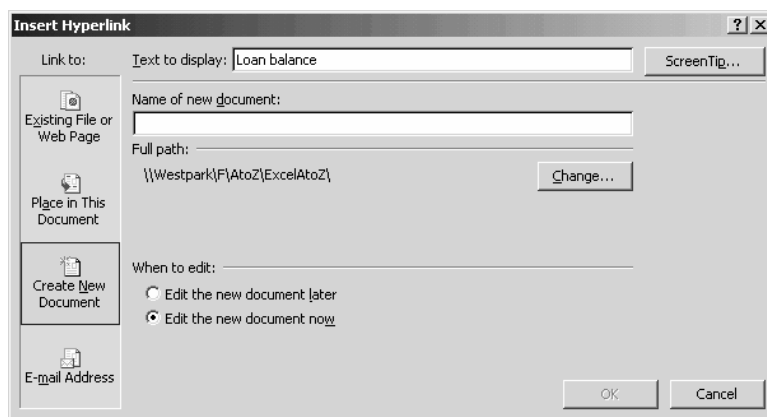 Insert Hyperlink
Link to:
Text to display: Loan balance
ScreenTip...
Existing File or
Web Page
Place in This
Document
Create New
Document
E-mail Address
Name of new document:
Full path:
\\Westpark\F\AtoZ\ExcelAtoZ\
Change...
When to edit:
Edit the new document later
Edit the new document now
OK
Cancel